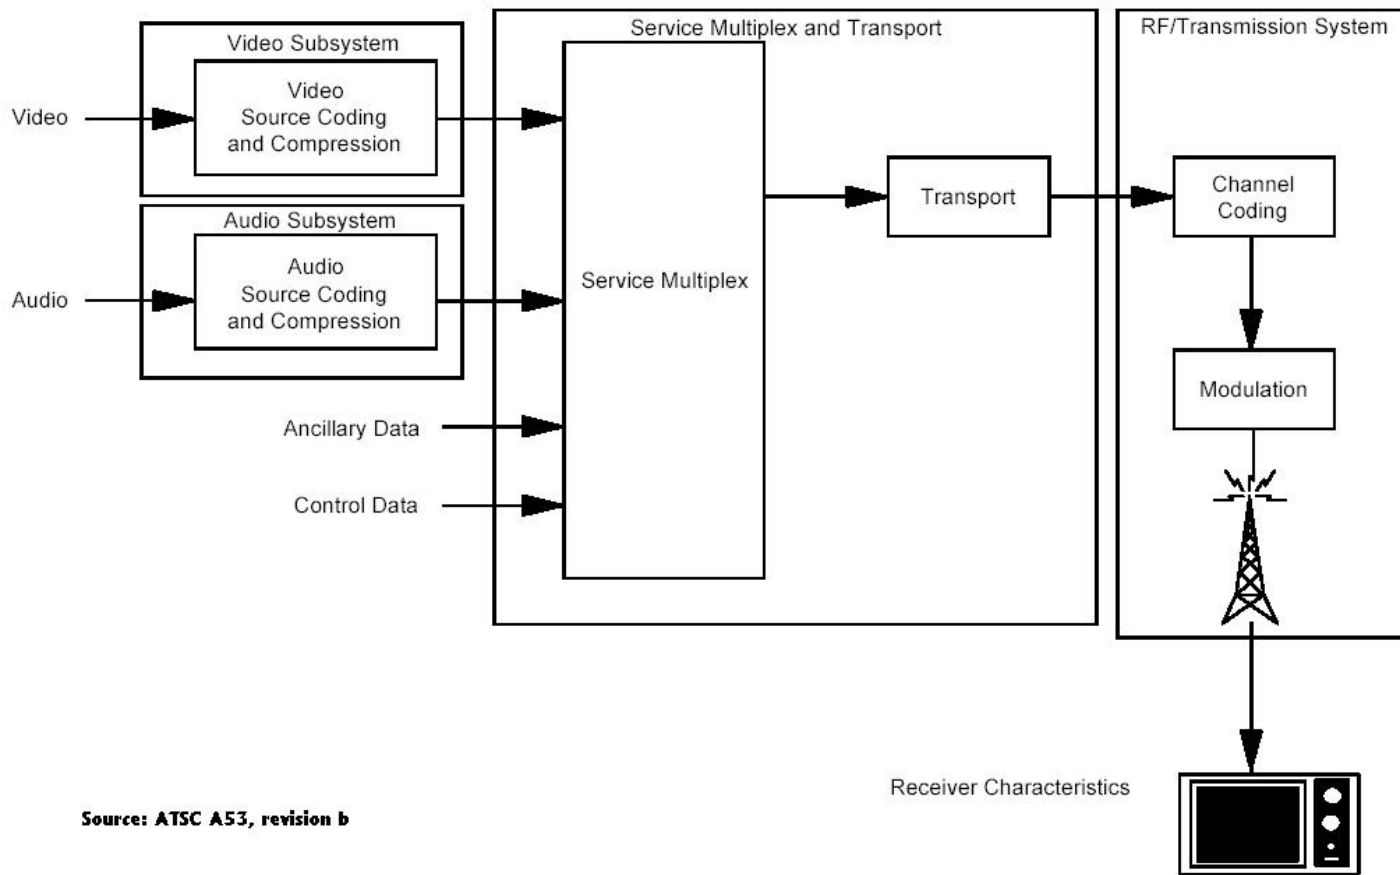 Video Subsystem
Video
Source Coding
and Compression
Video
Audio Subsystem
Audio
Source Coding
and Compression
Audio
Ancillary Data
Control Data
Service Multiplex and Transport
Service Multiplex
Transport
RF/Transmission System
Channel
Coding
Modulation
Receiver Characteristics
Source: ATSC A53, revision b